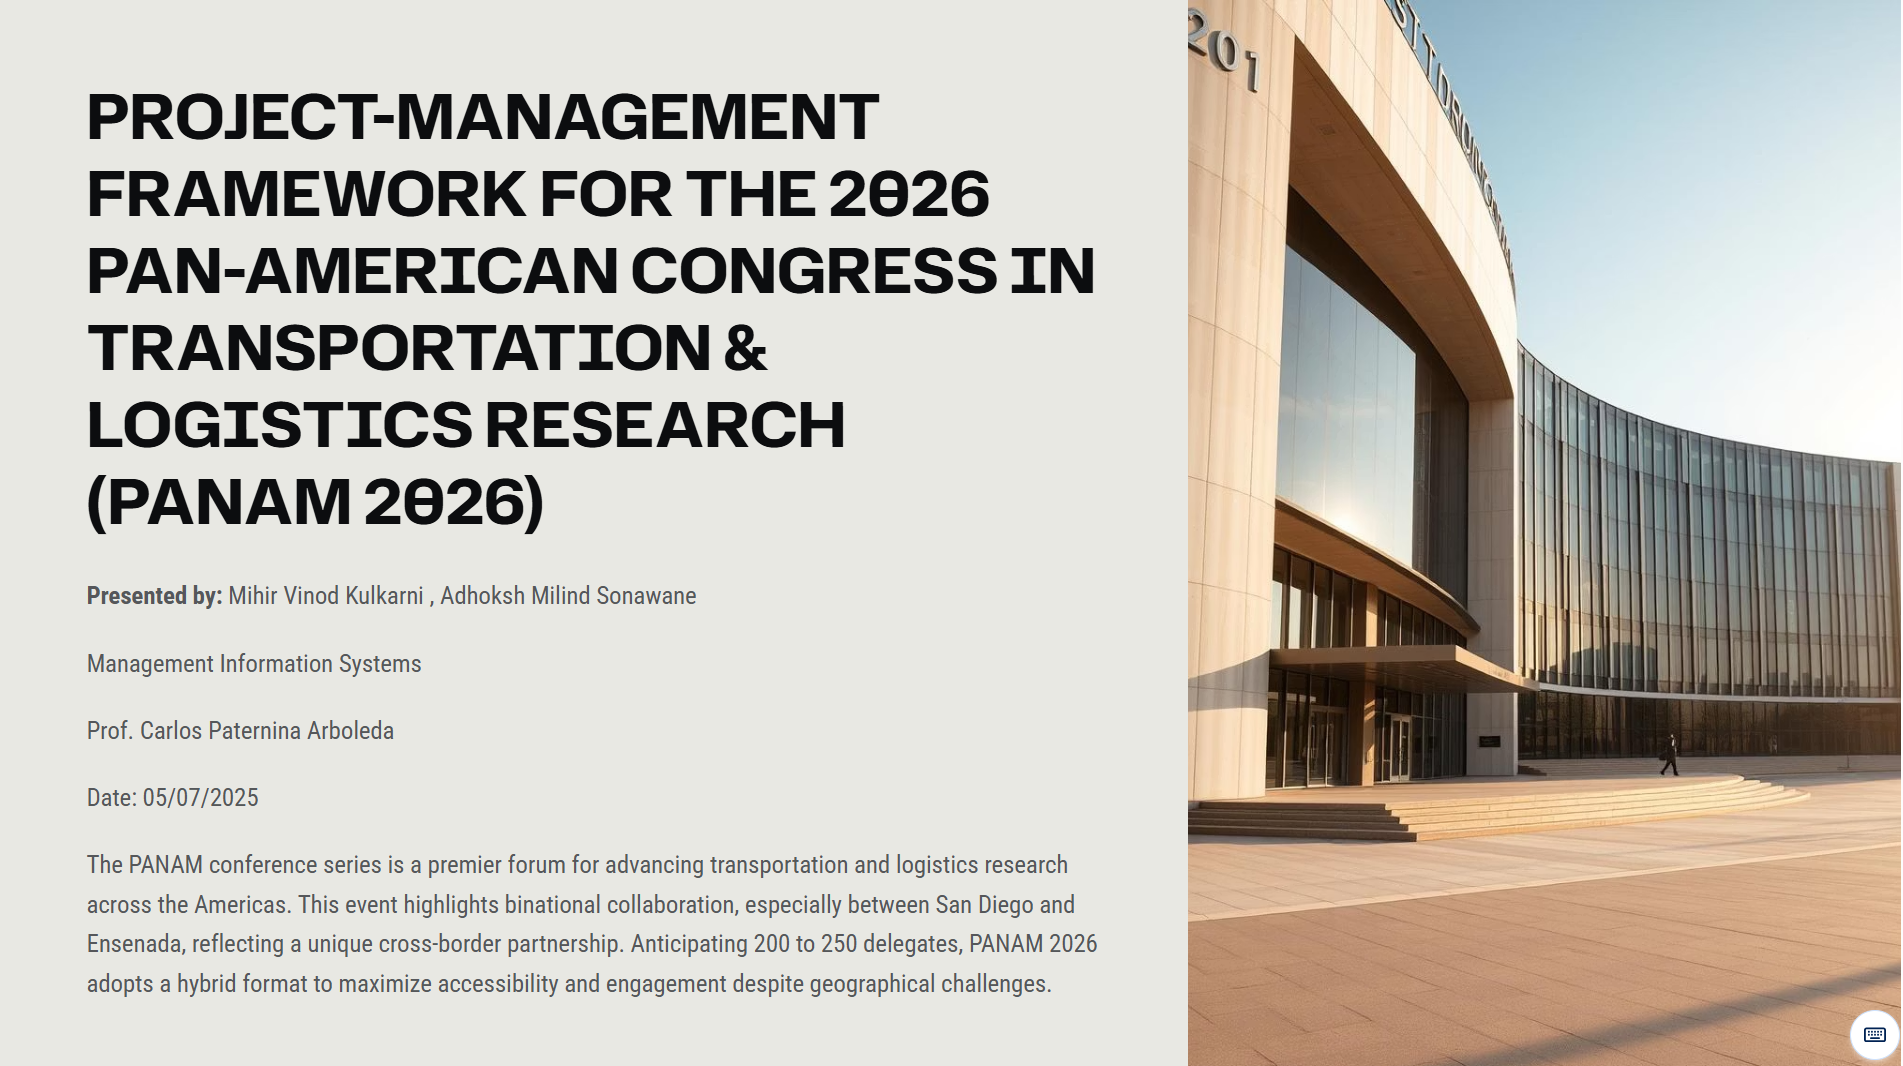 PROJECT-MANAGEMENT
FRAMEWORK FOR THE 2026
PAN-AMERICAN CONGRESS IN
TRANSPORTATION &
LOGISTICS RESEARCH
(PANAM 2026)
Presented by: Mihir Vinod Kulkarni , Adhoksh Milind Sonawane
Management Information Systems
Prof. Carlos Paternina Arboleda
Date: 05/07/2025
The PANAM conference series is a premier forum for advancing transportation and logistics research
across the Americas. This event highlights binational collaboration, especially between San Diego and
Ensenada, reflecting a unique cross-border partnership. Anticipating 200 to 250 delegates, PANAM 2026
adopts a hybrid format to maximize accessibility and engagement despite geographical challenges.
201